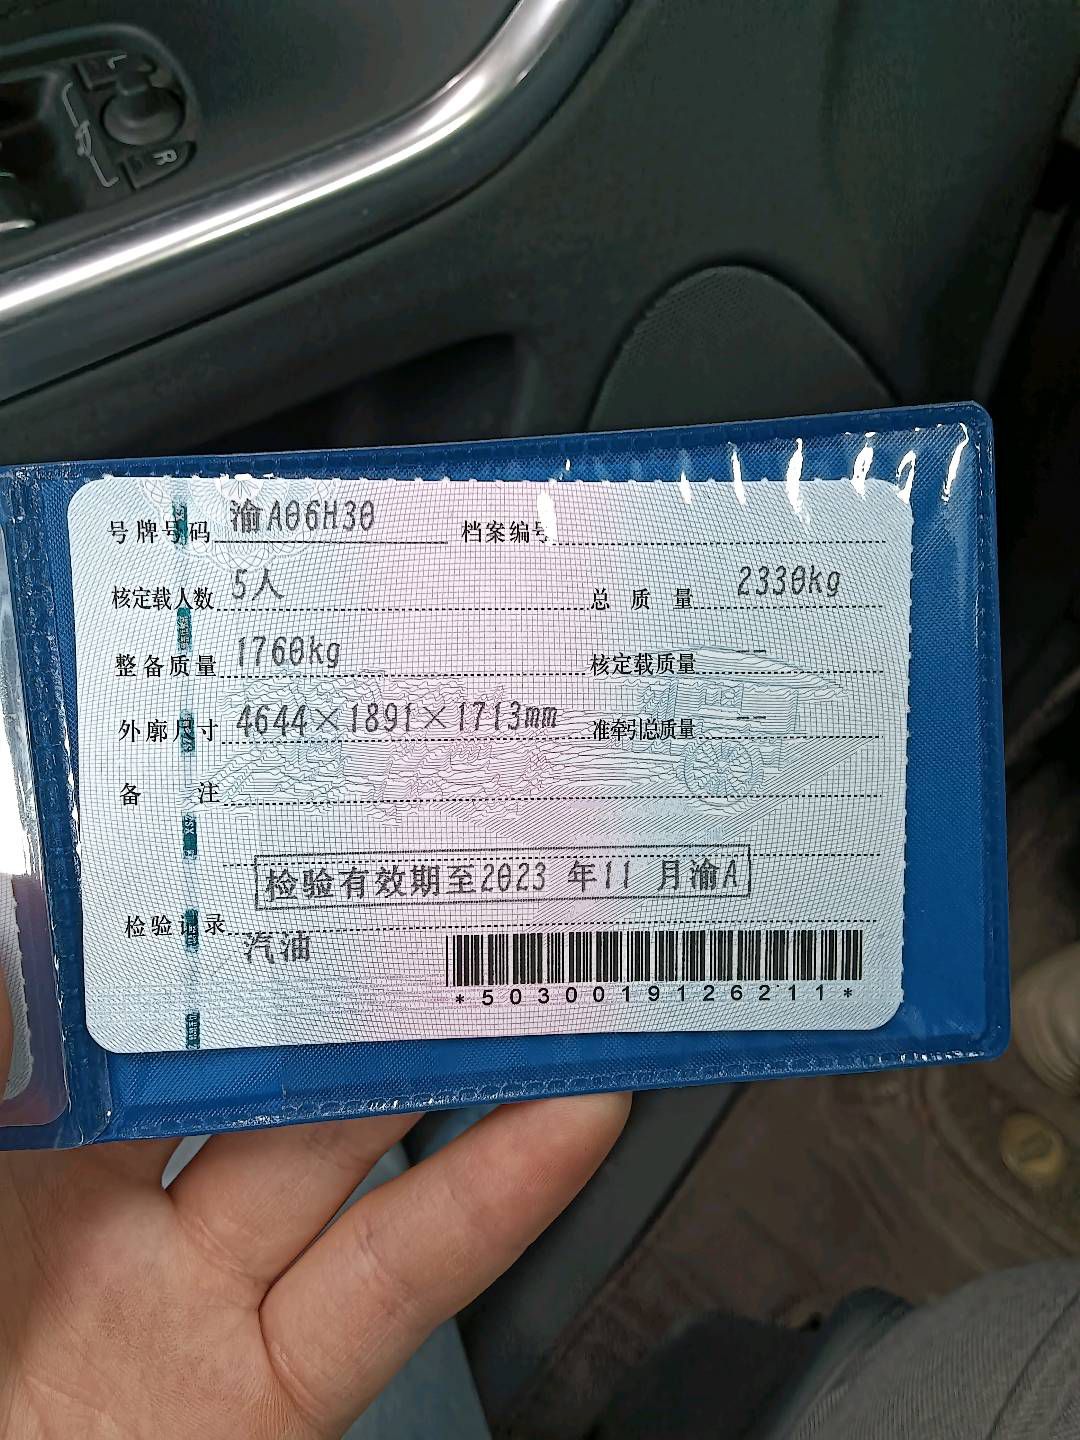 R
号牌号码 渝A06H30 档案编号
核定载人数 5人 总质量 2330kg
整备质量 1760kg 核定载质量 --
外廓尺寸 4644×1891×1713mm 准牵引总质量 --
备注
检验有效期至2023 年11 月渝A
检验记录
汽油
*5030019126211*